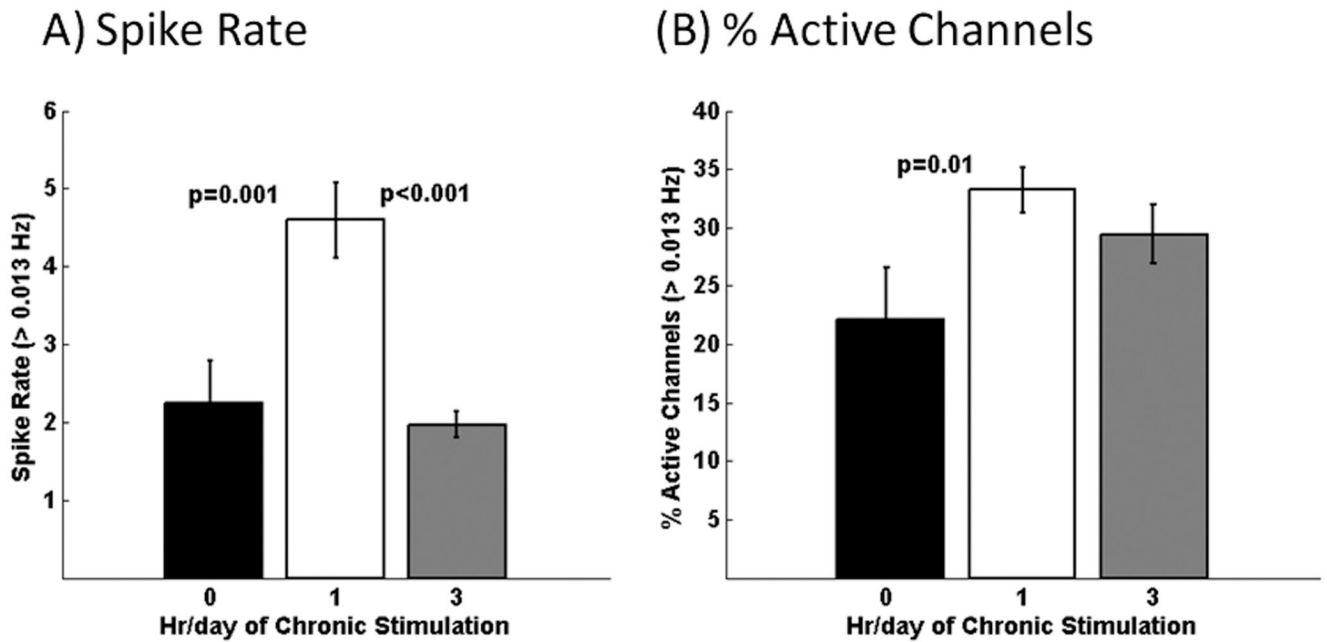 A) Spike Rate
Spike Rate (> 0.013 Hz)
6
5
4
3
2
1
p=0.001
p<0.001
0
1
3
Hr/day of Chronic Stimulation
(B) % Active Channels
% Active Channels (> 0.013 Hz)
40
35
30
25
20
15
10
5
p=0.01
0
1
3
Hr/day of Chronic Stimulation